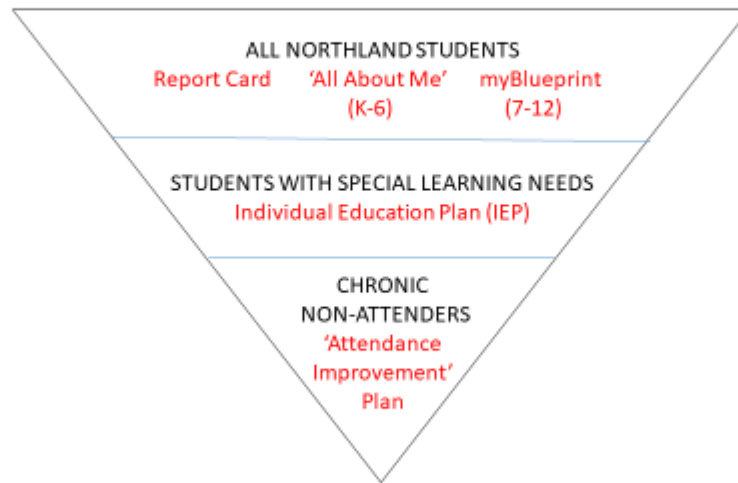 ALL NORTHLAND STUDENTS
Report Card ‘All About Me’ myBlueprint
(K-6) (7-12)
STUDENTS WITH SPECIAL LEARNING NEEDS
Individual Education Plan (IEP)
CHRONIC
NON-ATTENDERS
‘Attendance
Improvement’
Plan